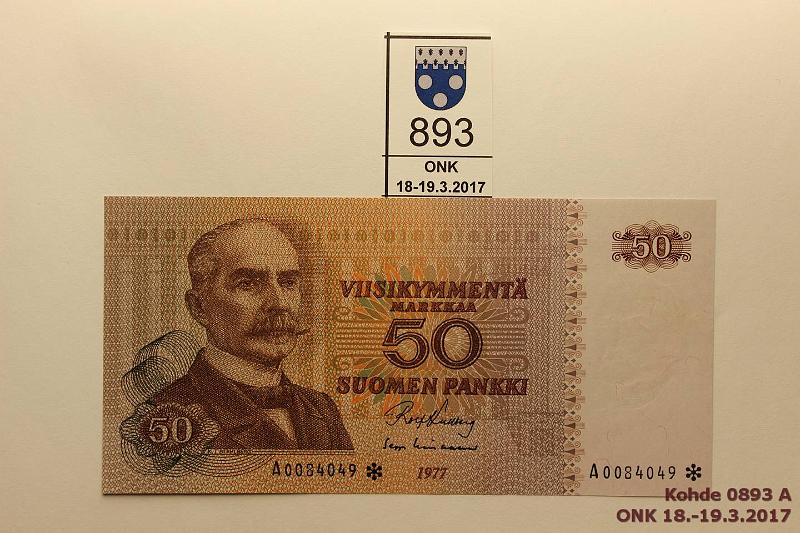 893
ONK
18-19.3.2017
50
VIISIKYMMENTÄ
MARKKAA
50
SUOMEN PANKKI
50
A0084049 *
1977
A0084049 *
Kohde 0893 A
ONK 18.-19.3.2017